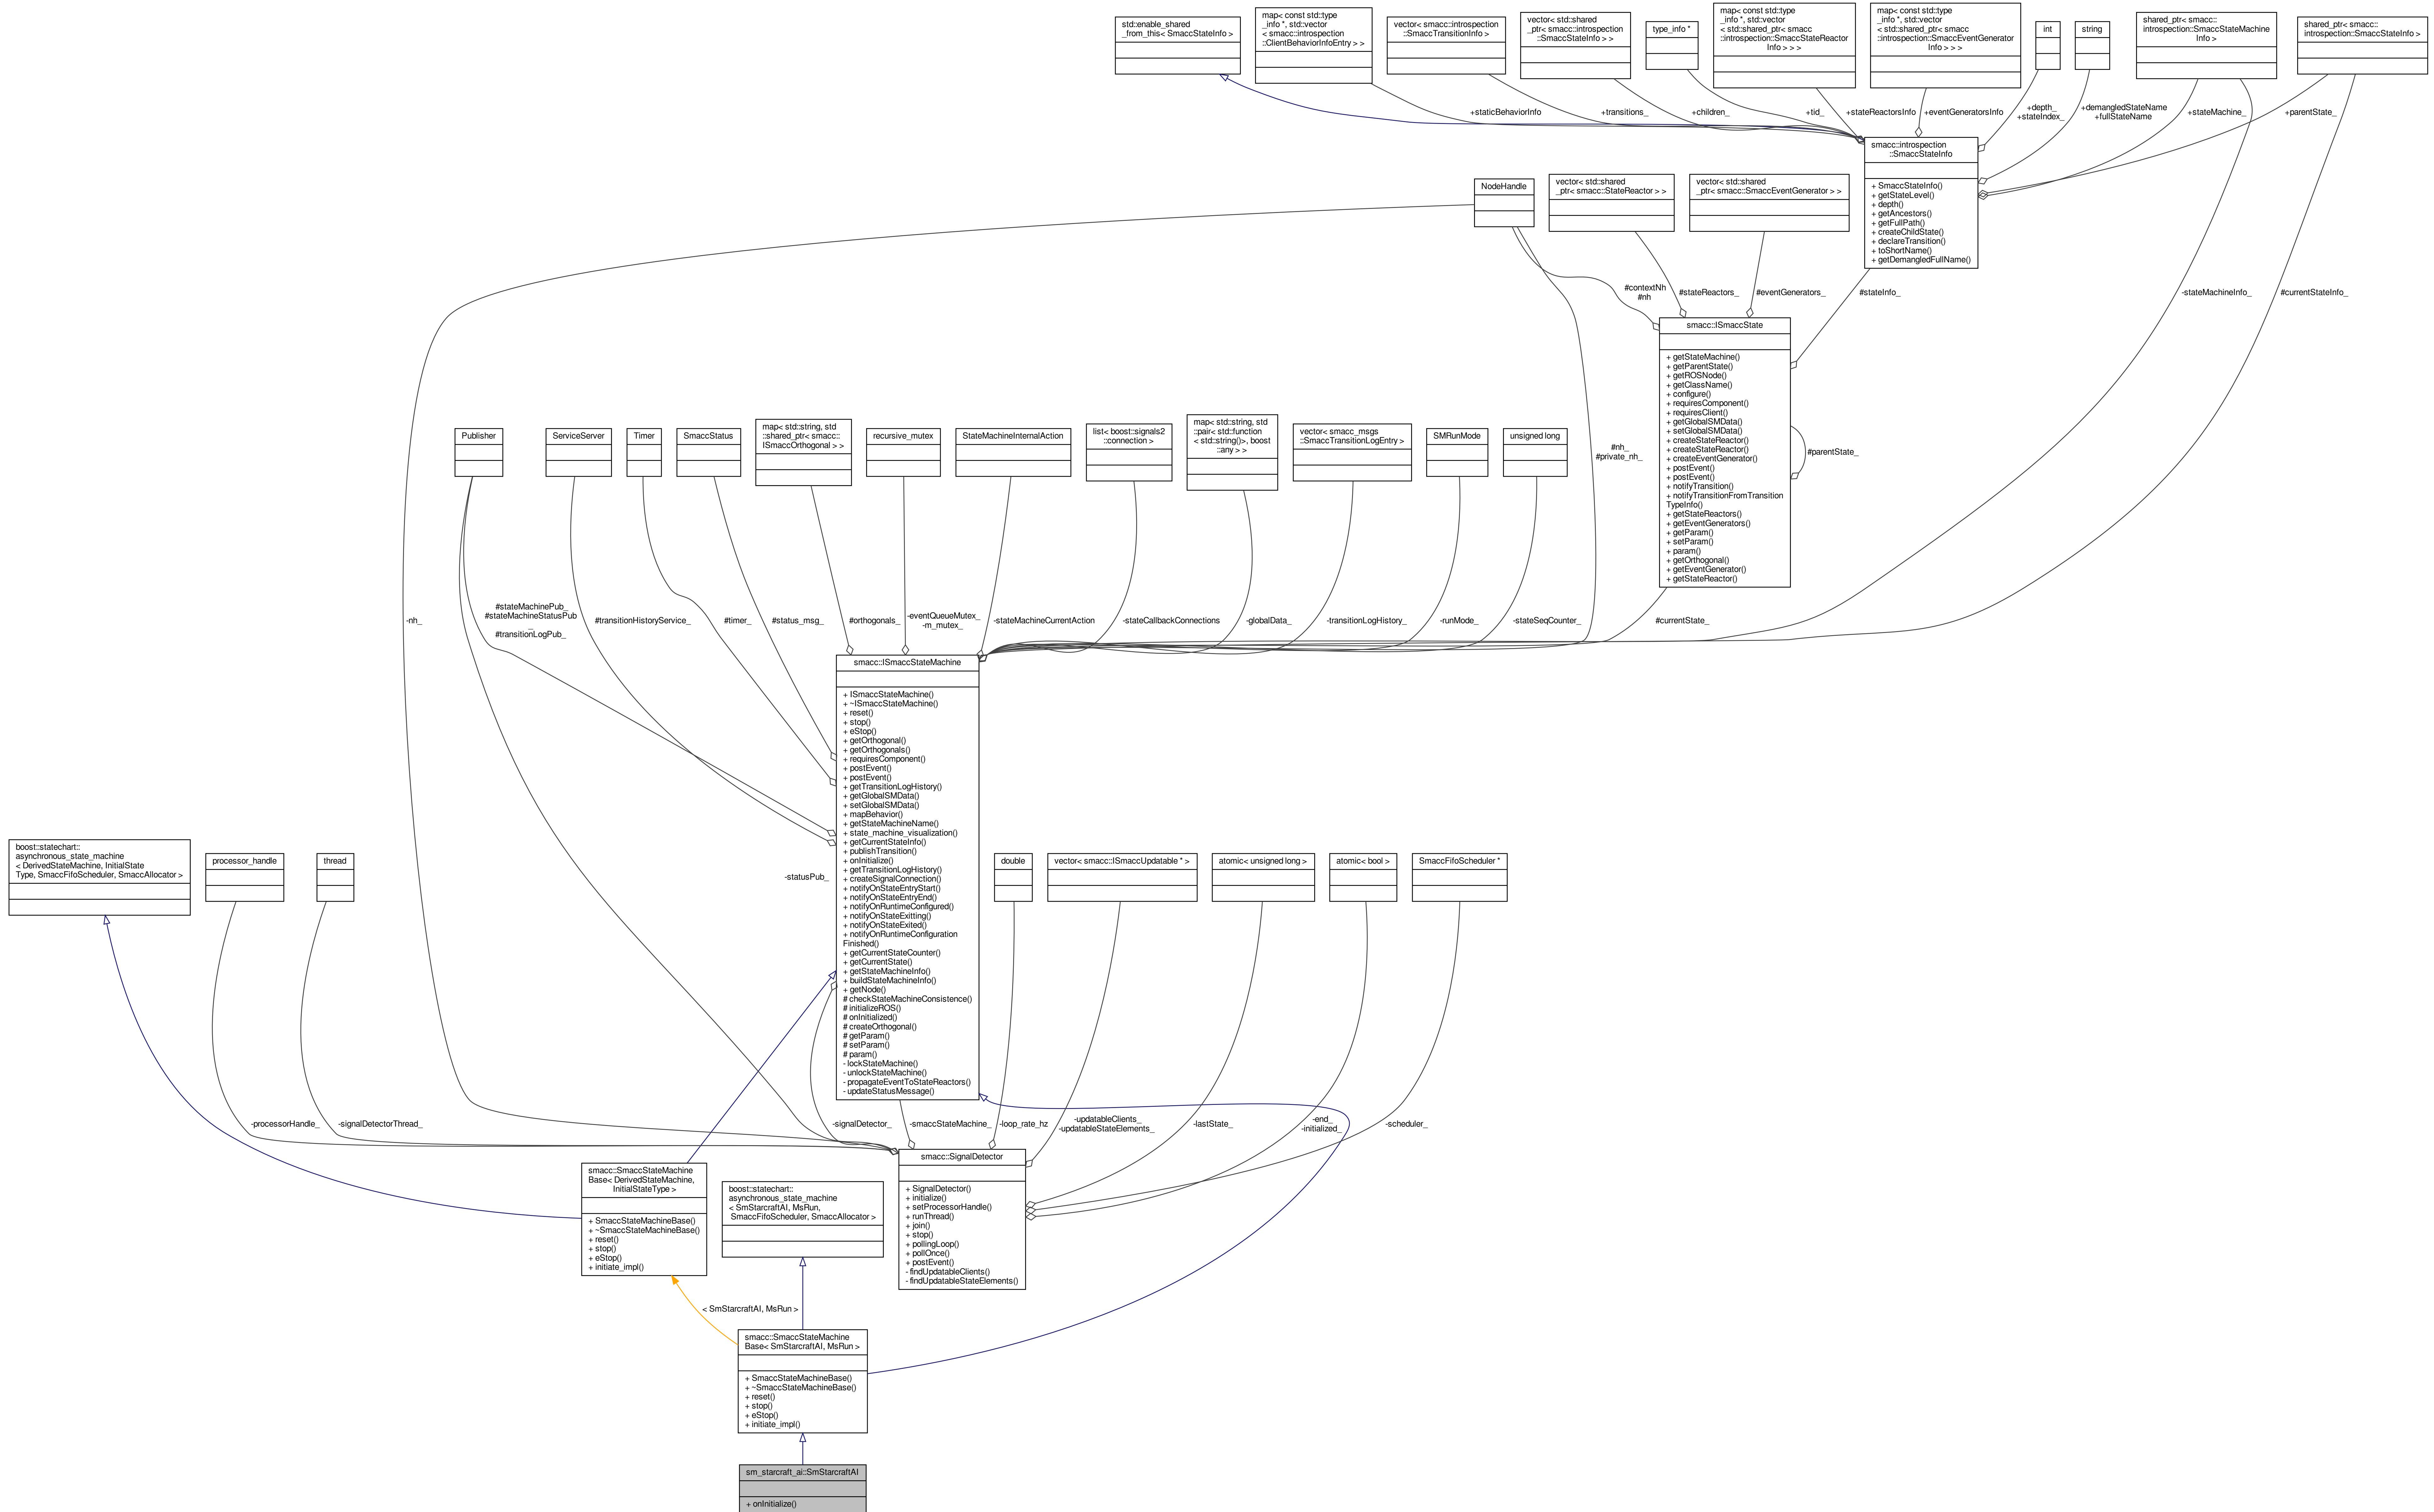 std::enable_shared
_from_this< SmaccStateInfo >
map< const std::type
_info *, std::vector
< smacc::introspection
::ClientBehaviorInfoEntry > >
vector< smacc::introspection
::SmaccTransitionInfo >
vector< std::shared
_ptr< smacc::introspection
::SmaccStateInfo > >
type_info *
map< const std::type
_info *, std::vector
< std::shared_ptr< smacc
::introspection::SmaccStateReactor
Info > > >
map< const std::type
_info *, std::vector
< std::shared_ptr< smacc
::introspection::SmaccEventGenerator
Info > > >
int
string
shared_ptr< smacc::
introspection::SmaccStateMachine
Info >
shared_ptr< smacc::
introspection::SmaccStateInfo >
+staticBehaviorInfo
+transitions_
+children_
+tid_
+stateReactorsInfo
+eventGeneratorsInfo
+depth_
+stateIndex_
+demangledStateName
+fullStateName
+stateMachine_
+parentState_
smacc::introspection
::SmaccStateInfo
+ SmaccStateInfo()
+ getStateLevel()
+ depth()
+ getAncestors()
+ getFullPath()
+ createChildState()
+ declareTransition()
+ toShortName()
+ getDemangledFullName()
NodeHandle
vector< std::shared
_ptr< smacc::StateReactor > >
vector< std::shared
_ptr< smacc::SmaccEventGenerator > >
#contextNh
#nh
#stateReactors_
#eventGenerators_
#stateInfo_
-stateMachineInfo_
#currentStateInfo_
smacc::ISmaccState
+ getStateMachine()
+ getParentState()
+ getROSNode()
+ getClassName()
+ configure()
+ requiresComponent()
+ requiresClient()
+ getGlobalSMData()
+ setGlobalSMData()
+ createStateReactor()
+ createStateReactor()
+ createEventGenerator()
+ postEvent()
+ postEvent()
+ notifyTransition()
+ notifyTransitionFromTransition
TypeInfo()
+ getStateReactors()
+ getEventGenerators()
+ getParam()
+ setParam()
+ param()
+ getOrthogonal()
+ getEventGenerator()
+ getStateReactor()
#parentState_
Publisher
ServiceServer
Timer
SmaccStatus
map< std::string, std
::shared_ptr< smacc::
ISmaccOrthogonal > >
recursive_mutex
StateMachineInternalAction
list< boost::signals2
::connection >
map< std::string, std
::pair< std::function
< std::string()>, boost
::any > >
vector< smacc_msgs
::SmaccTransitionLogEntry >
SMRunMode
unsigned long
#nh_
#private_nh_
-nh_
#stateMachinePub_
#stateMachineStatusPub
_
#transitionLogPub_
#transitionHistoryService_
#timer_
#status_msg_
#orthogonals_
-eventQueueMutex_
-m_mutex_
-stateMachineCurrentAction
-stateCallbackConnections
-globalData_
-transitionLogHistory_
-runMode_
-stateSeqCounter_
#currentState_
smacc::ISmaccStateMachine
+ ISmaccStateMachine()
+ ~ISmaccStateMachine()
+ reset()
+ stop()
+ eStop()
+ getOrthogonal()
+ getOrthogonals()
+ requiresComponent()
+ postEvent()
+ postEvent()
+ getTransitionLogHistory()
+ getGlobalSMData()
+ setGlobalSMData()
+ mapBehavior()
+ getStateMachineName()
+ state_machine_visualization()
+ getCurrentStateInfo()
+ publishTransition()
+ onInitialize()
+ getTransitionLogHistory()
+ createSignalConnection()
+ notifyOnStateEntryStart()
+ notifyOnStateEntryEnd()
+ notifyOnRuntimeConfigured()
+ notifyOnStateExitting()
+ notifyOnStateExited()
+ notifyOnRuntimeConfiguration
Finished()
+ getCurrentStateCounter()
+ getCurrentState()
+ getStateMachineInfo()
+ buildStateMachineInfo()
+ getNode()
# checkStateMachineConsistence()
# initializeROS()
# onInitialized()
# createOrthogonal()
# getParam()
# setParam()
# param()
- lockStateMachine()
- unlockStateMachine()
- propagateEventToStateReactors()
- updateStatusMessage()
boost::statechart::
asynchronous_state_machine
< DerivedStateMachine, InitialState
Type, SmaccFifoScheduler, SmaccAllocator >
processor_handle
thread
-statusPub_
double
vector< smacc::ISmaccUpdatable * >
atomic< unsigned long >
atomic< bool >
SmaccFifoScheduler *
-processorHandle_
-signalDetectorThread_
-signalDetector_
-smaccStateMachine_
-loop_rate_hz
-updatableClients_
-updatableStateElements_
-lastState_
-end_
-initialized_
-scheduler_
smacc::SignalDetector
+ SignalDetector()
+ initialize()
+ setProcessorHandle()
+ runThread()
+ join()
+ stop()
+ pollingLoop()
+ pollOnce()
+ postEvent()
- findUpdatableClients()
- findUpdatableStateElements()
smacc::SmaccStateMachine
Base< DerivedStateMachine,
InitialStateType >
+ SmaccStateMachineBase()
+ ~SmaccStateMachineBase()
+ reset()
+ stop()
+ eStop()
+ initiate_impl()
boost::statechart::
asynchronous_state_machine
< SmStarcraftAI, MsRun,
SmaccFifoScheduler, SmaccAllocator >
< SmStarcraftAI, MsRun >
smacc::SmaccStateMachine
Base< SmStarcraftAI, MsRun >
+ SmaccStateMachineBase()
+ ~SmaccStateMachineBase()
+ reset()
+ stop()
+ eStop()
+ initiate_impl()
sm_starcraft_ai::SmStarcraftAI
+ onInitialize()